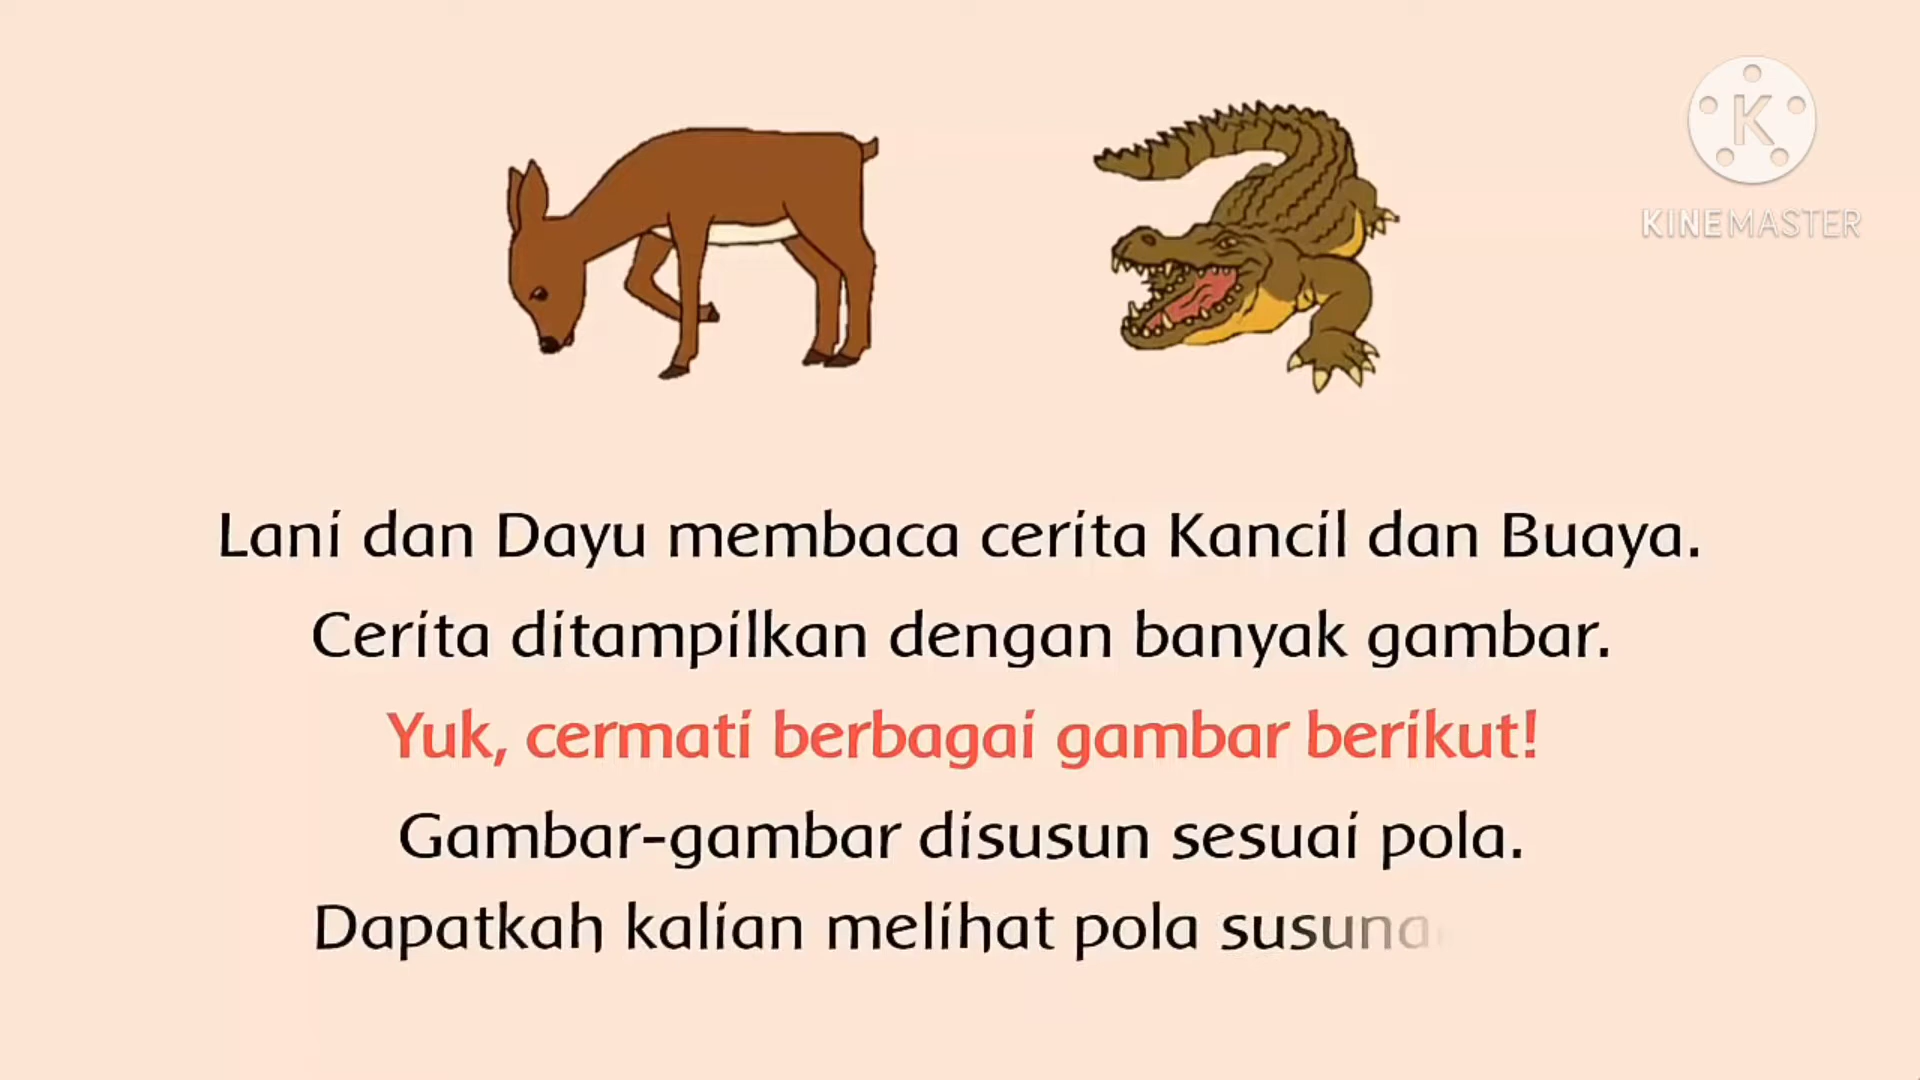 K
KINEMASTER
Lani dan Dayu membaca cerita Kancil dan Buaya.
Cerita ditampilkan dengan banyak gambar.
Yuk, cermati berbagai gambar berikut!
Gambar-gambar disusun sesuai pola.
Dapatkah kalian melihat pola susuna